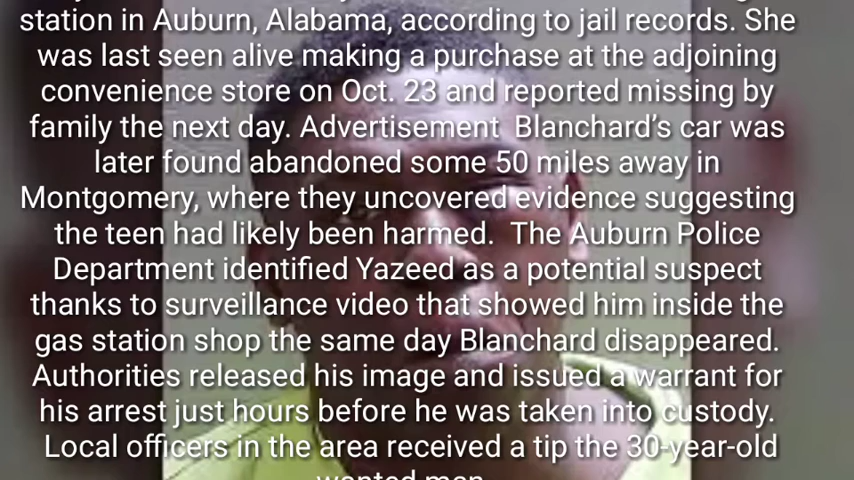 station in Auburn, Alabama, according to jail records. She
was last seen alive making a purchase at the adjoining
convenience store on Oct. 23 and reported missing by
family the next day. Advertisement  Blanchard's car was
later found abandoned some 50 miles away in
Montgomery, where they uncovered evidence suggesting
the teen had likely been harmed.  The Auburn Police
Department identified Yazeed as a potential suspect
thanks to surveillance video that showed him inside the
gas station shop the same day Blanchard disappeared.
Authorities released his image and issued a warrant for
his arrest just hours before he was taken into custody.
Local officers in the area received a tip the 30-year-old
wanted man